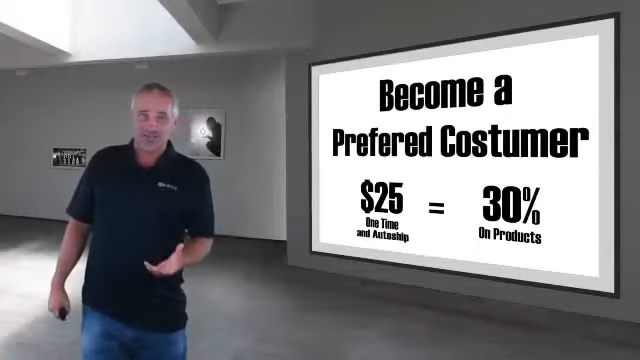 Become a
Prefered Costumer
$25 = 30%
One Time
and Autoship
On Products